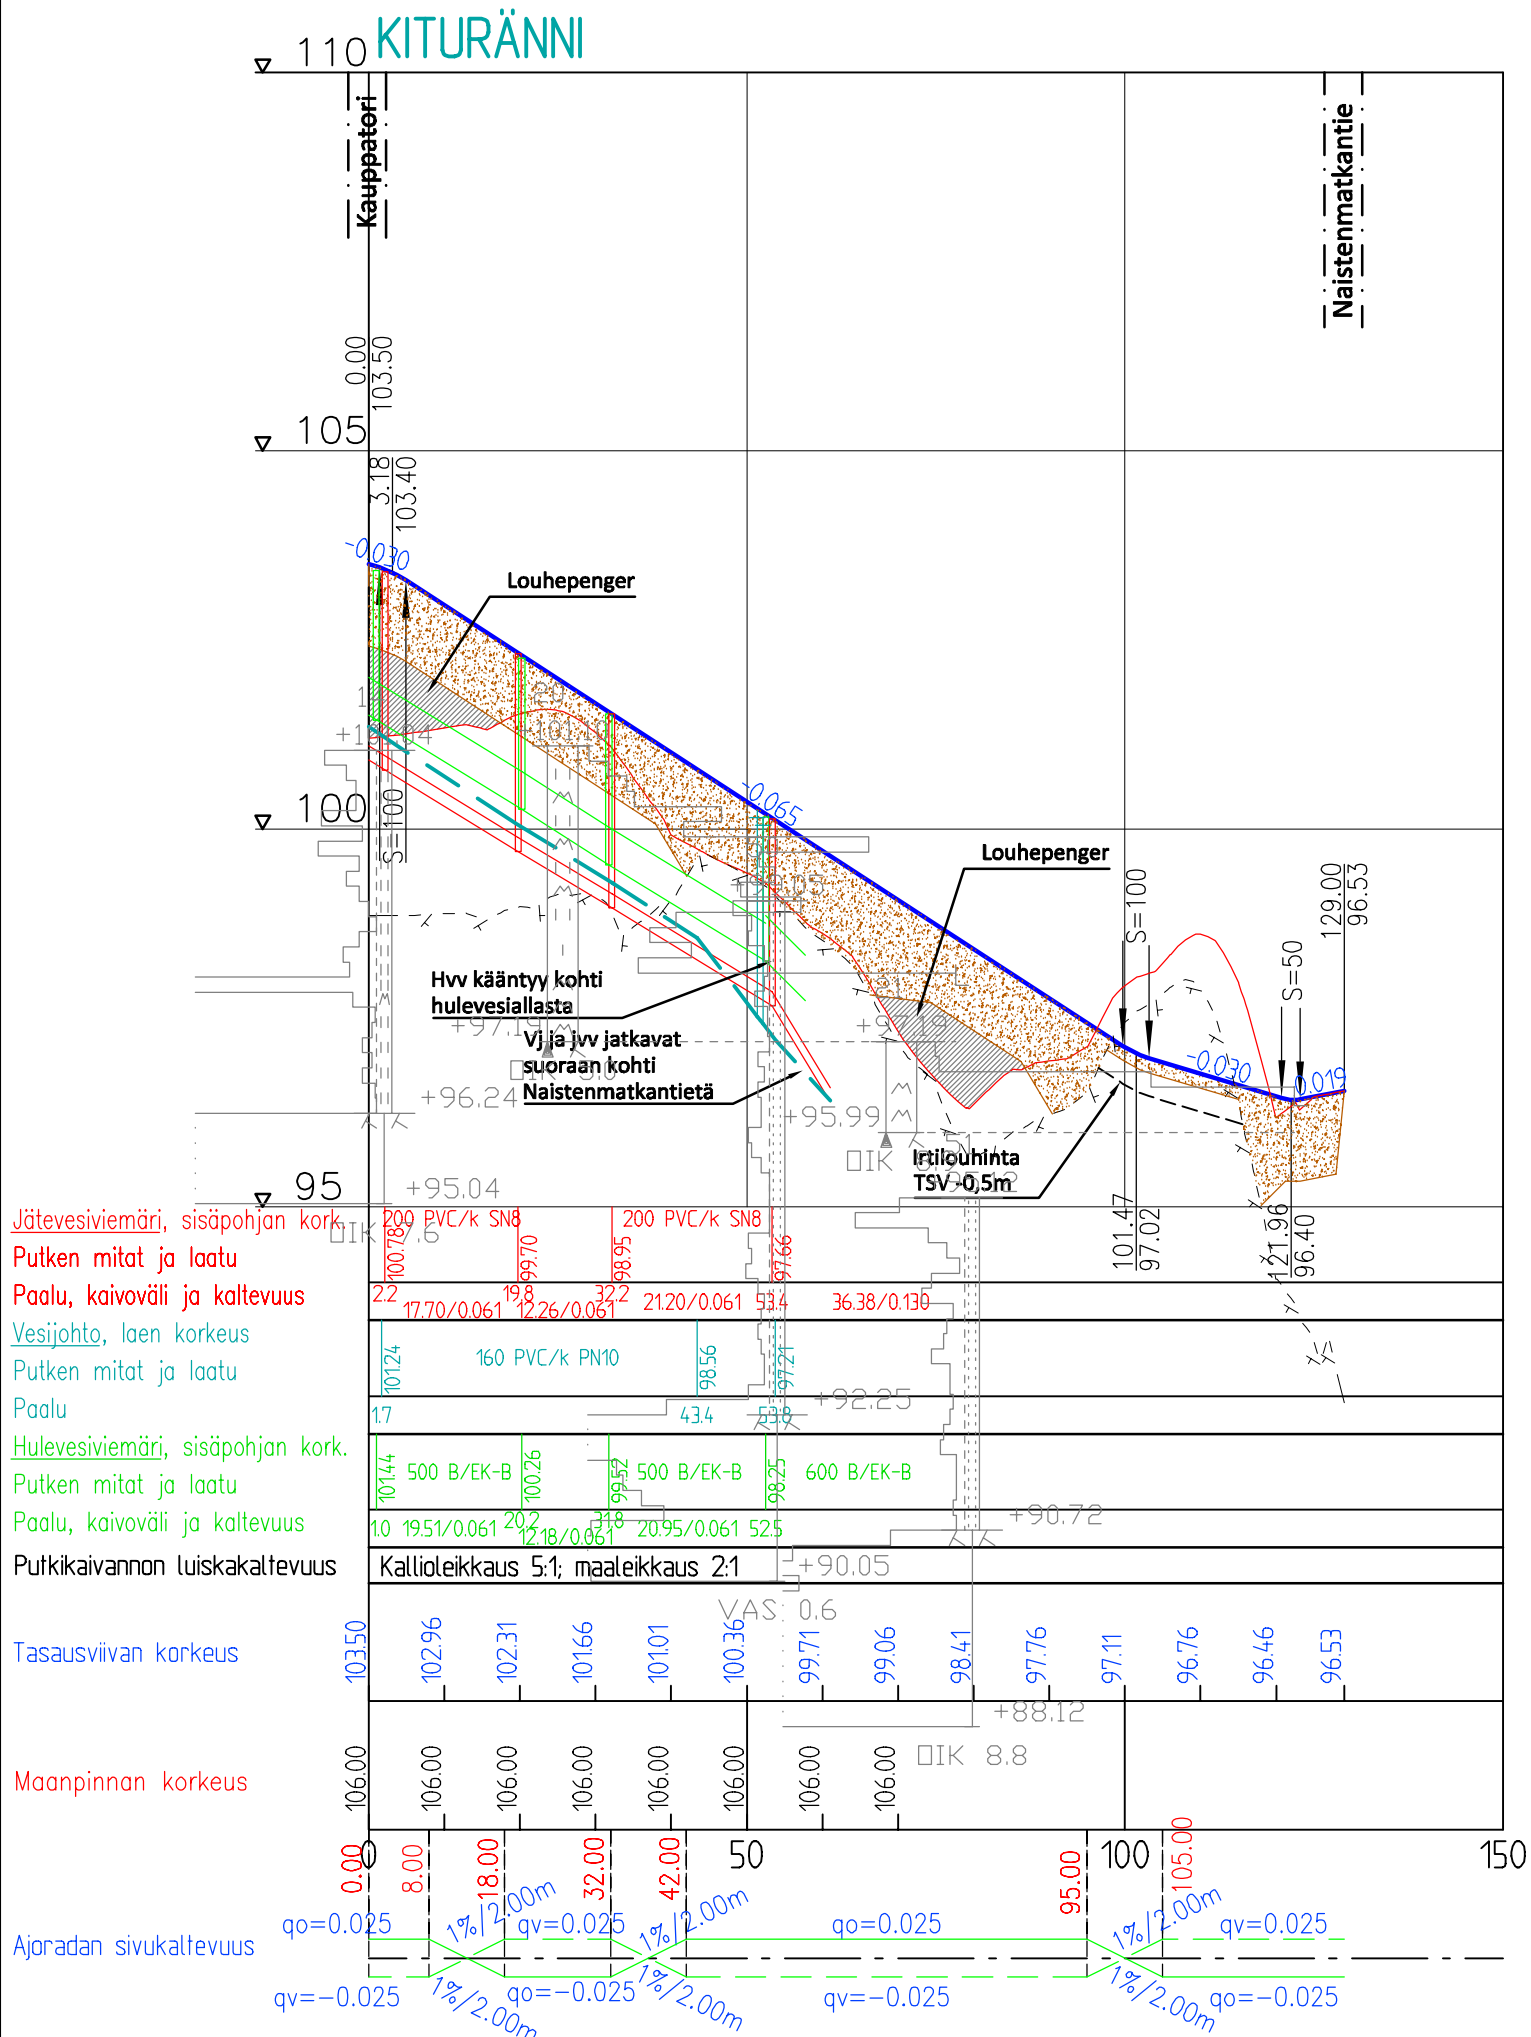 KITURÄNNI
110
Kauppatori
Naistenmatkantie
0.00
103.50
105
3.18
103.40
-0.030
Louhepenger
20
+101.10
100
S=100
-0.065
Louhepenger
S=100
129.00
96.53
S=50
+99.05
Hvv kääntyy kohti
hulevesiallasta
+97.19
+97.19
Vj ja jvv jatkavat
suoraan kohti
Naistenmatkantietä
-0.030
0.019
+96.24
+95.99
Irtilouhinta
TSV -0,5m
95
+95.04
+95.12
101.47
97.02
121.96
96.40
Jätevesiviemäri, sisäpohjan kork.
200 PVC/k SN8
200 PVC/k SN8
100.78
99.70
98.95
97.66
Putken mitat ja laatu
Paalu, kaivoväli ja kaltevuus
2.2
17.70/0.061
19.8
12.26/0.061
32.2
21.20/0.061
53.4
36.38/0.130
Vesijohto, laen korkeus
101.24
160 PVC/k PN10
98.56
97.21
Putken mitat ja laatu
Paalu
1.7
43.4
53.8
+92.25
Hulevesiviemäri, sisäpohjan kork.
101.44
500 B/EK-B
100.26
99.52
500 B/EK-B
98.25
600 B/EK-B
Putken mitat ja laatu
Paalu, kaivoväli ja kaltevuus
1.0
19.51/0.061
20.2
12.18/0.061
31.8
20.95/0.061
52.5
+90.72
Putkikaivannon luiskakaltevuus
Kallioleikkaus 5:1; maaleikkaus 2:1
+90.05
VAS 0.6
Tasausviivan korkeus
103.50
102.96
102.31
101.66
101.01
100.36
99.71
99.06
98.41
97.76
97.11
96.76
96.46
96.53
+88.12
IK 8.8
Maanpinnan korkeus
106.00
106.00
106.00
106.00
106.00
106.00
106.00
106.00
0
50
100
150
0.00
8.00
18.00
32.00
42.00
95.00
105.00
Ajoradan sivukaltevuus
qo=0.025
1%/2.00m
qv=0.025
1%/2.00m
qo=0.025
1%/2.00m
qv=0.025
qv=-0.025
1%/2.00m
qo=-0.025
1%/2.00m
qv=-0.025
1%/2.00m
qo=-0.025